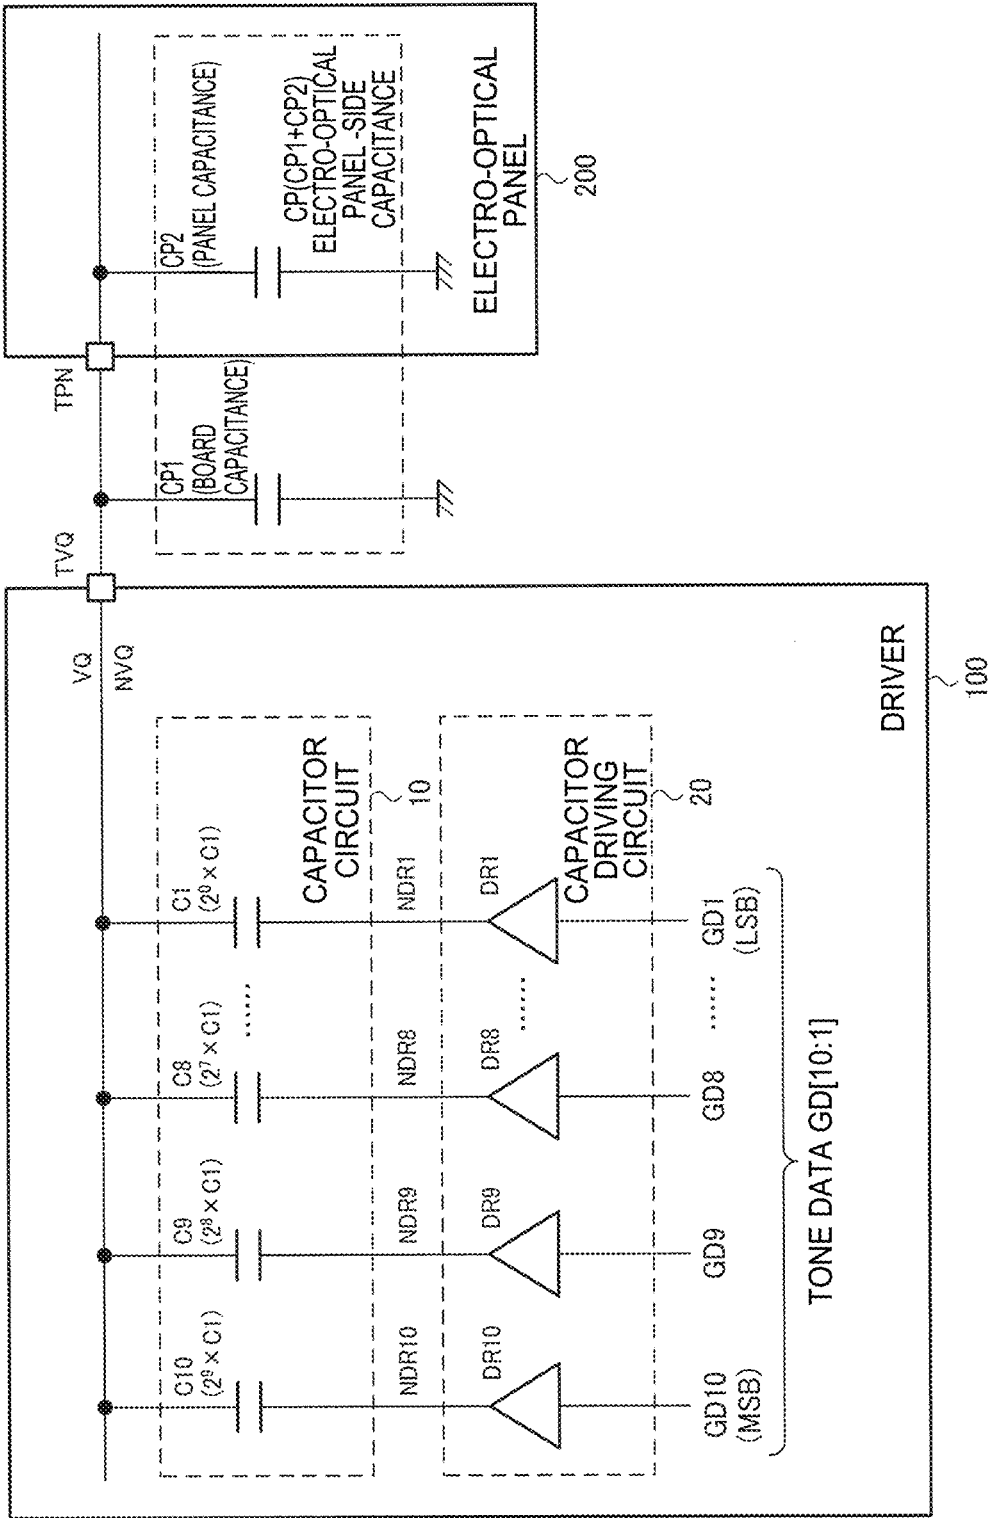 VQ
NVQ
TVQ
TPN
C10
(2⁹ × C1)
C9
(2⁸ × C1)
C8
(2⁷ × C1)
......
C1
(2⁰ × C1)
CAPACITOR
CIRCUIT
10
CP1
(BOARD
CAPACITANCE)
CP2
(PANEL CAPACITANCE)
CP(CP1+CP2)
ELECTRO-OPTICAL
PANEL -SIDE
CAPACITANCE
ELECTRO-OPTICAL
PANEL
200
NDR10
NDR9
NDR8
NDR1
DR10
DR9
DR8
......
DR1
CAPACITOR
DRIVING
CIRCUIT
20
GD10
(MSB)
GD9
GD8
......
GD1
(LSB)
TONE DATA GD[10:1]
DRIVER
100